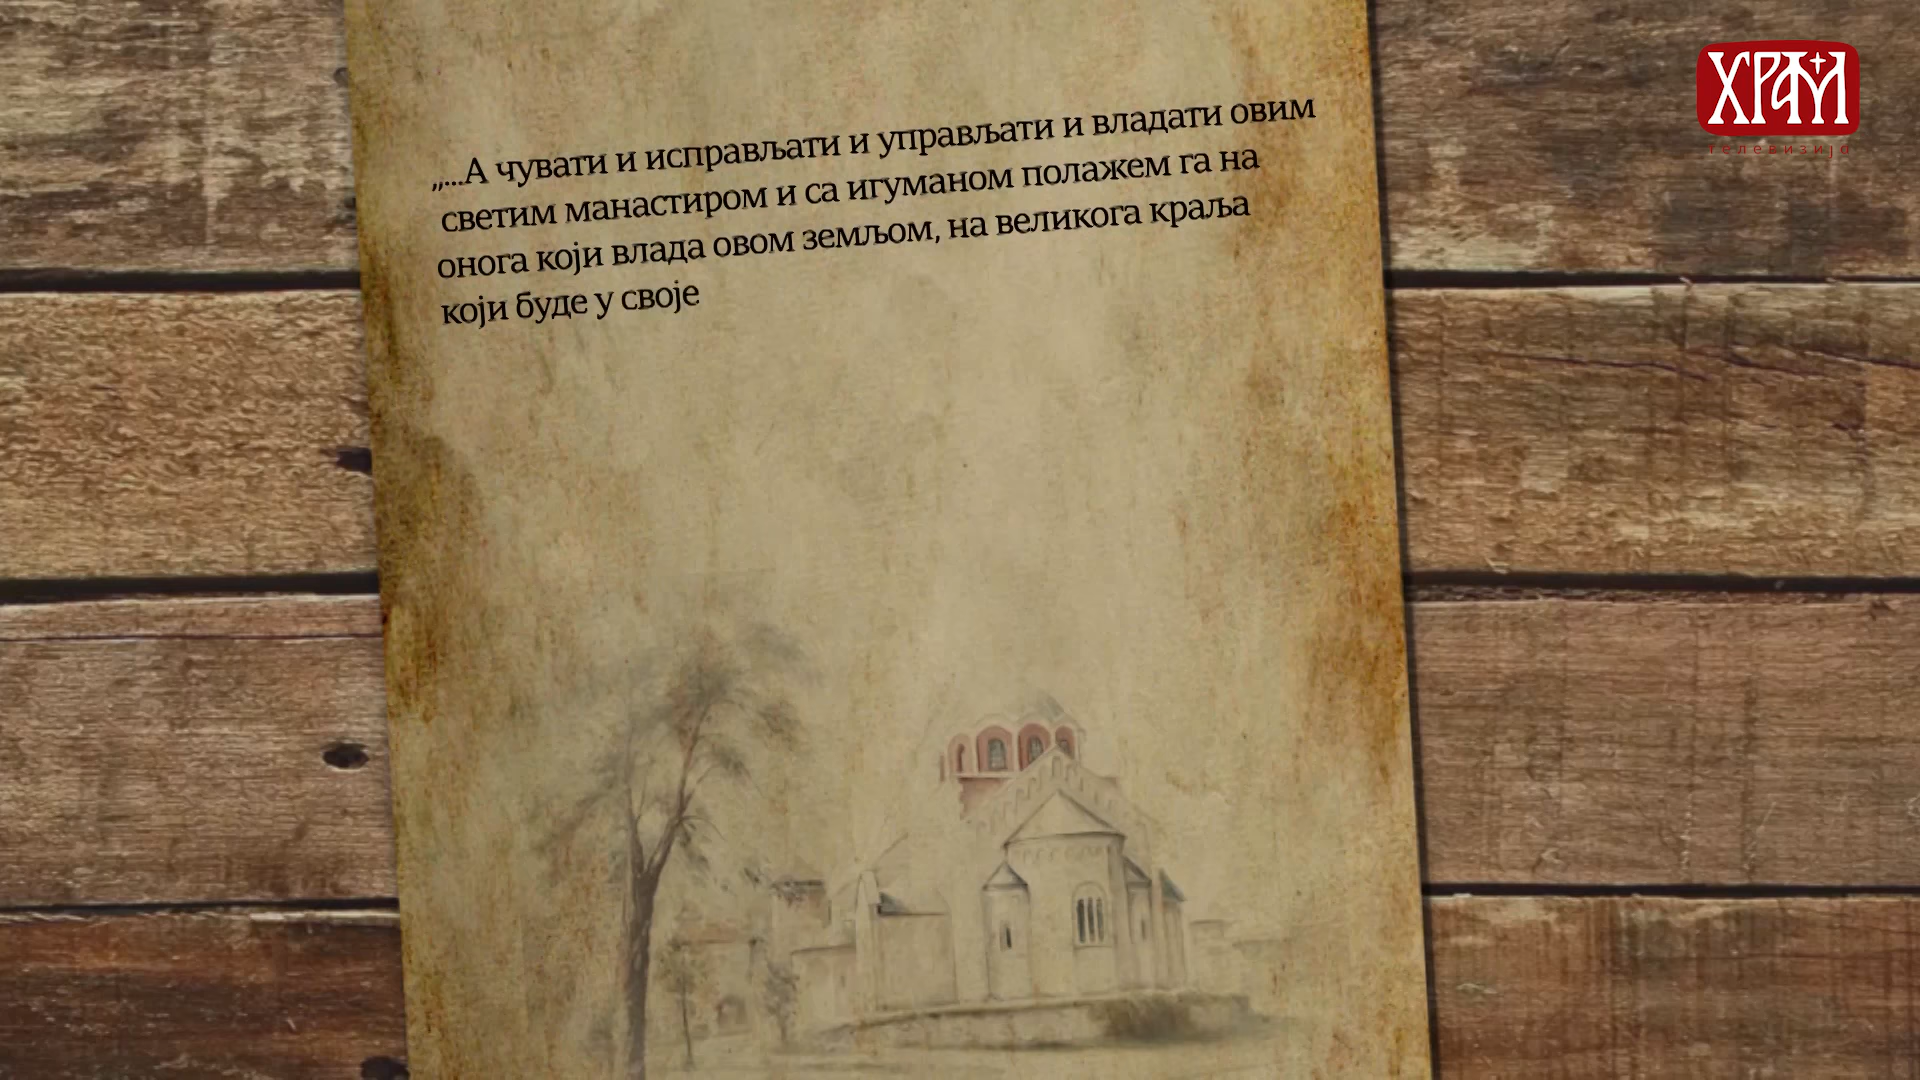 „...А чувати и исправљати и управљати и владати овим
светим манастиром и са игуманом полажем га на
онога који влада овом земљом, на великога краља
који буде у своје
ХРАМ
телевизија